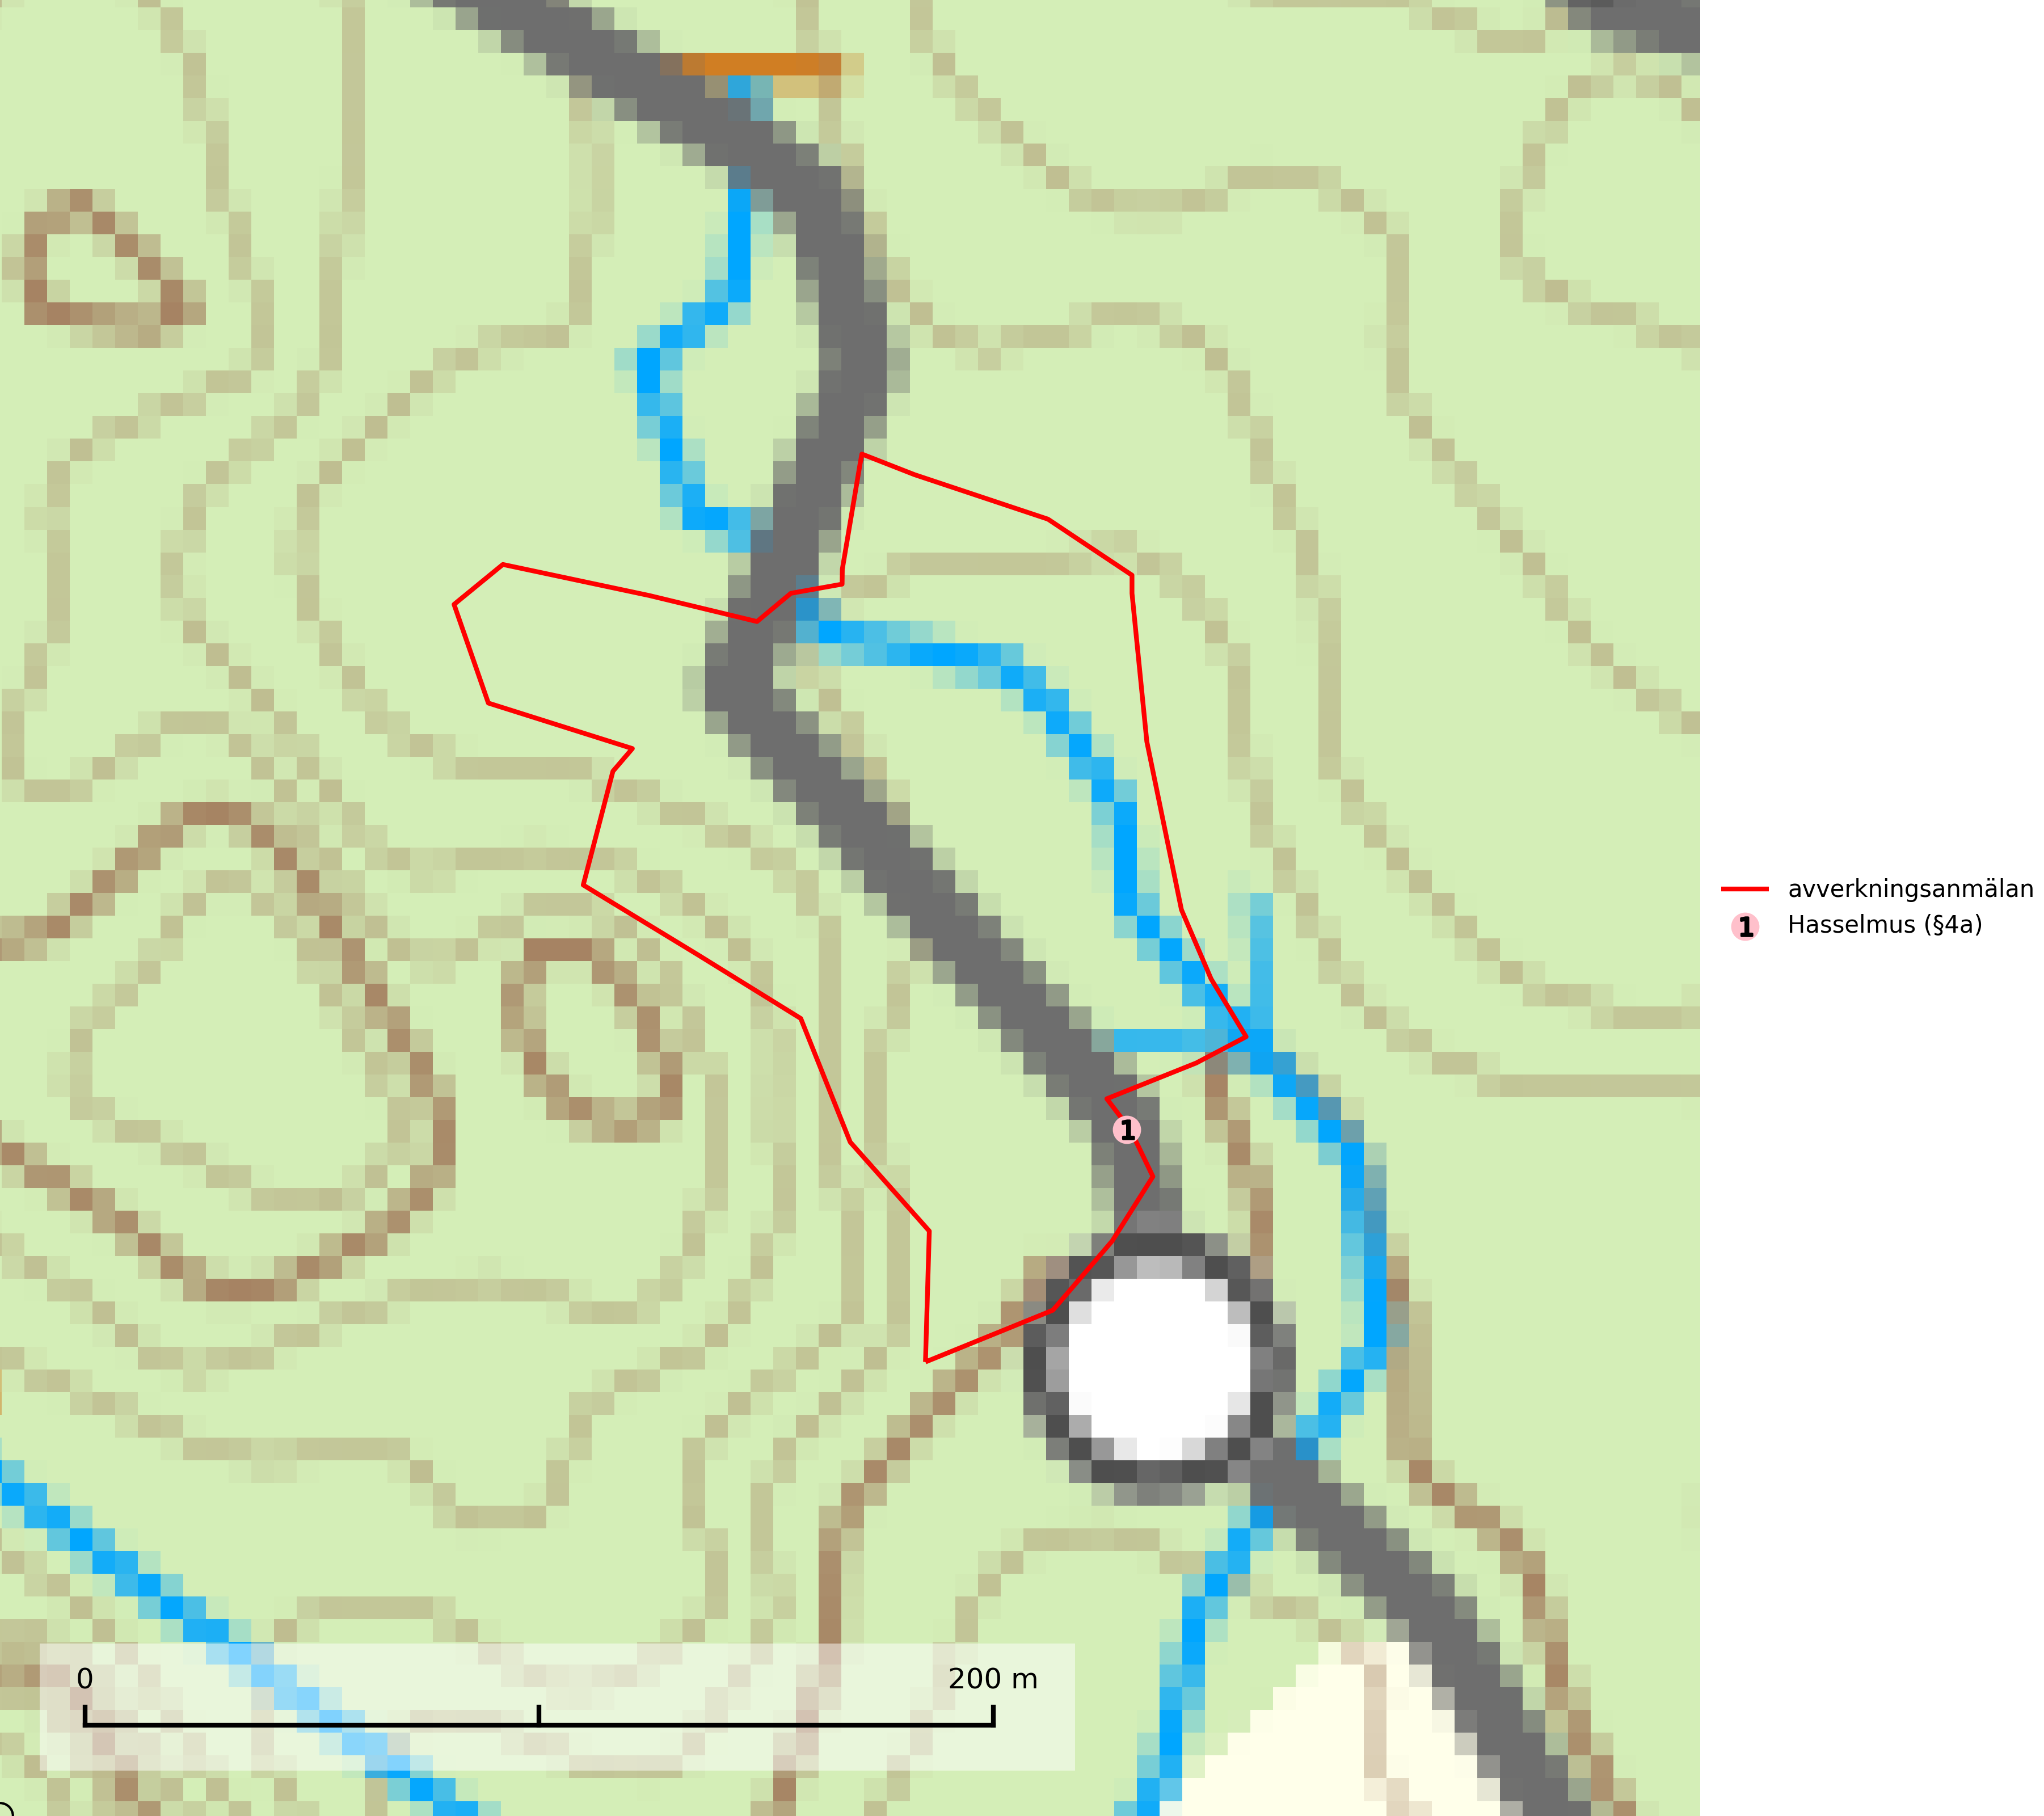 avverkningsanmälan
1 Hasselmus (§4a)
1
0 200 m